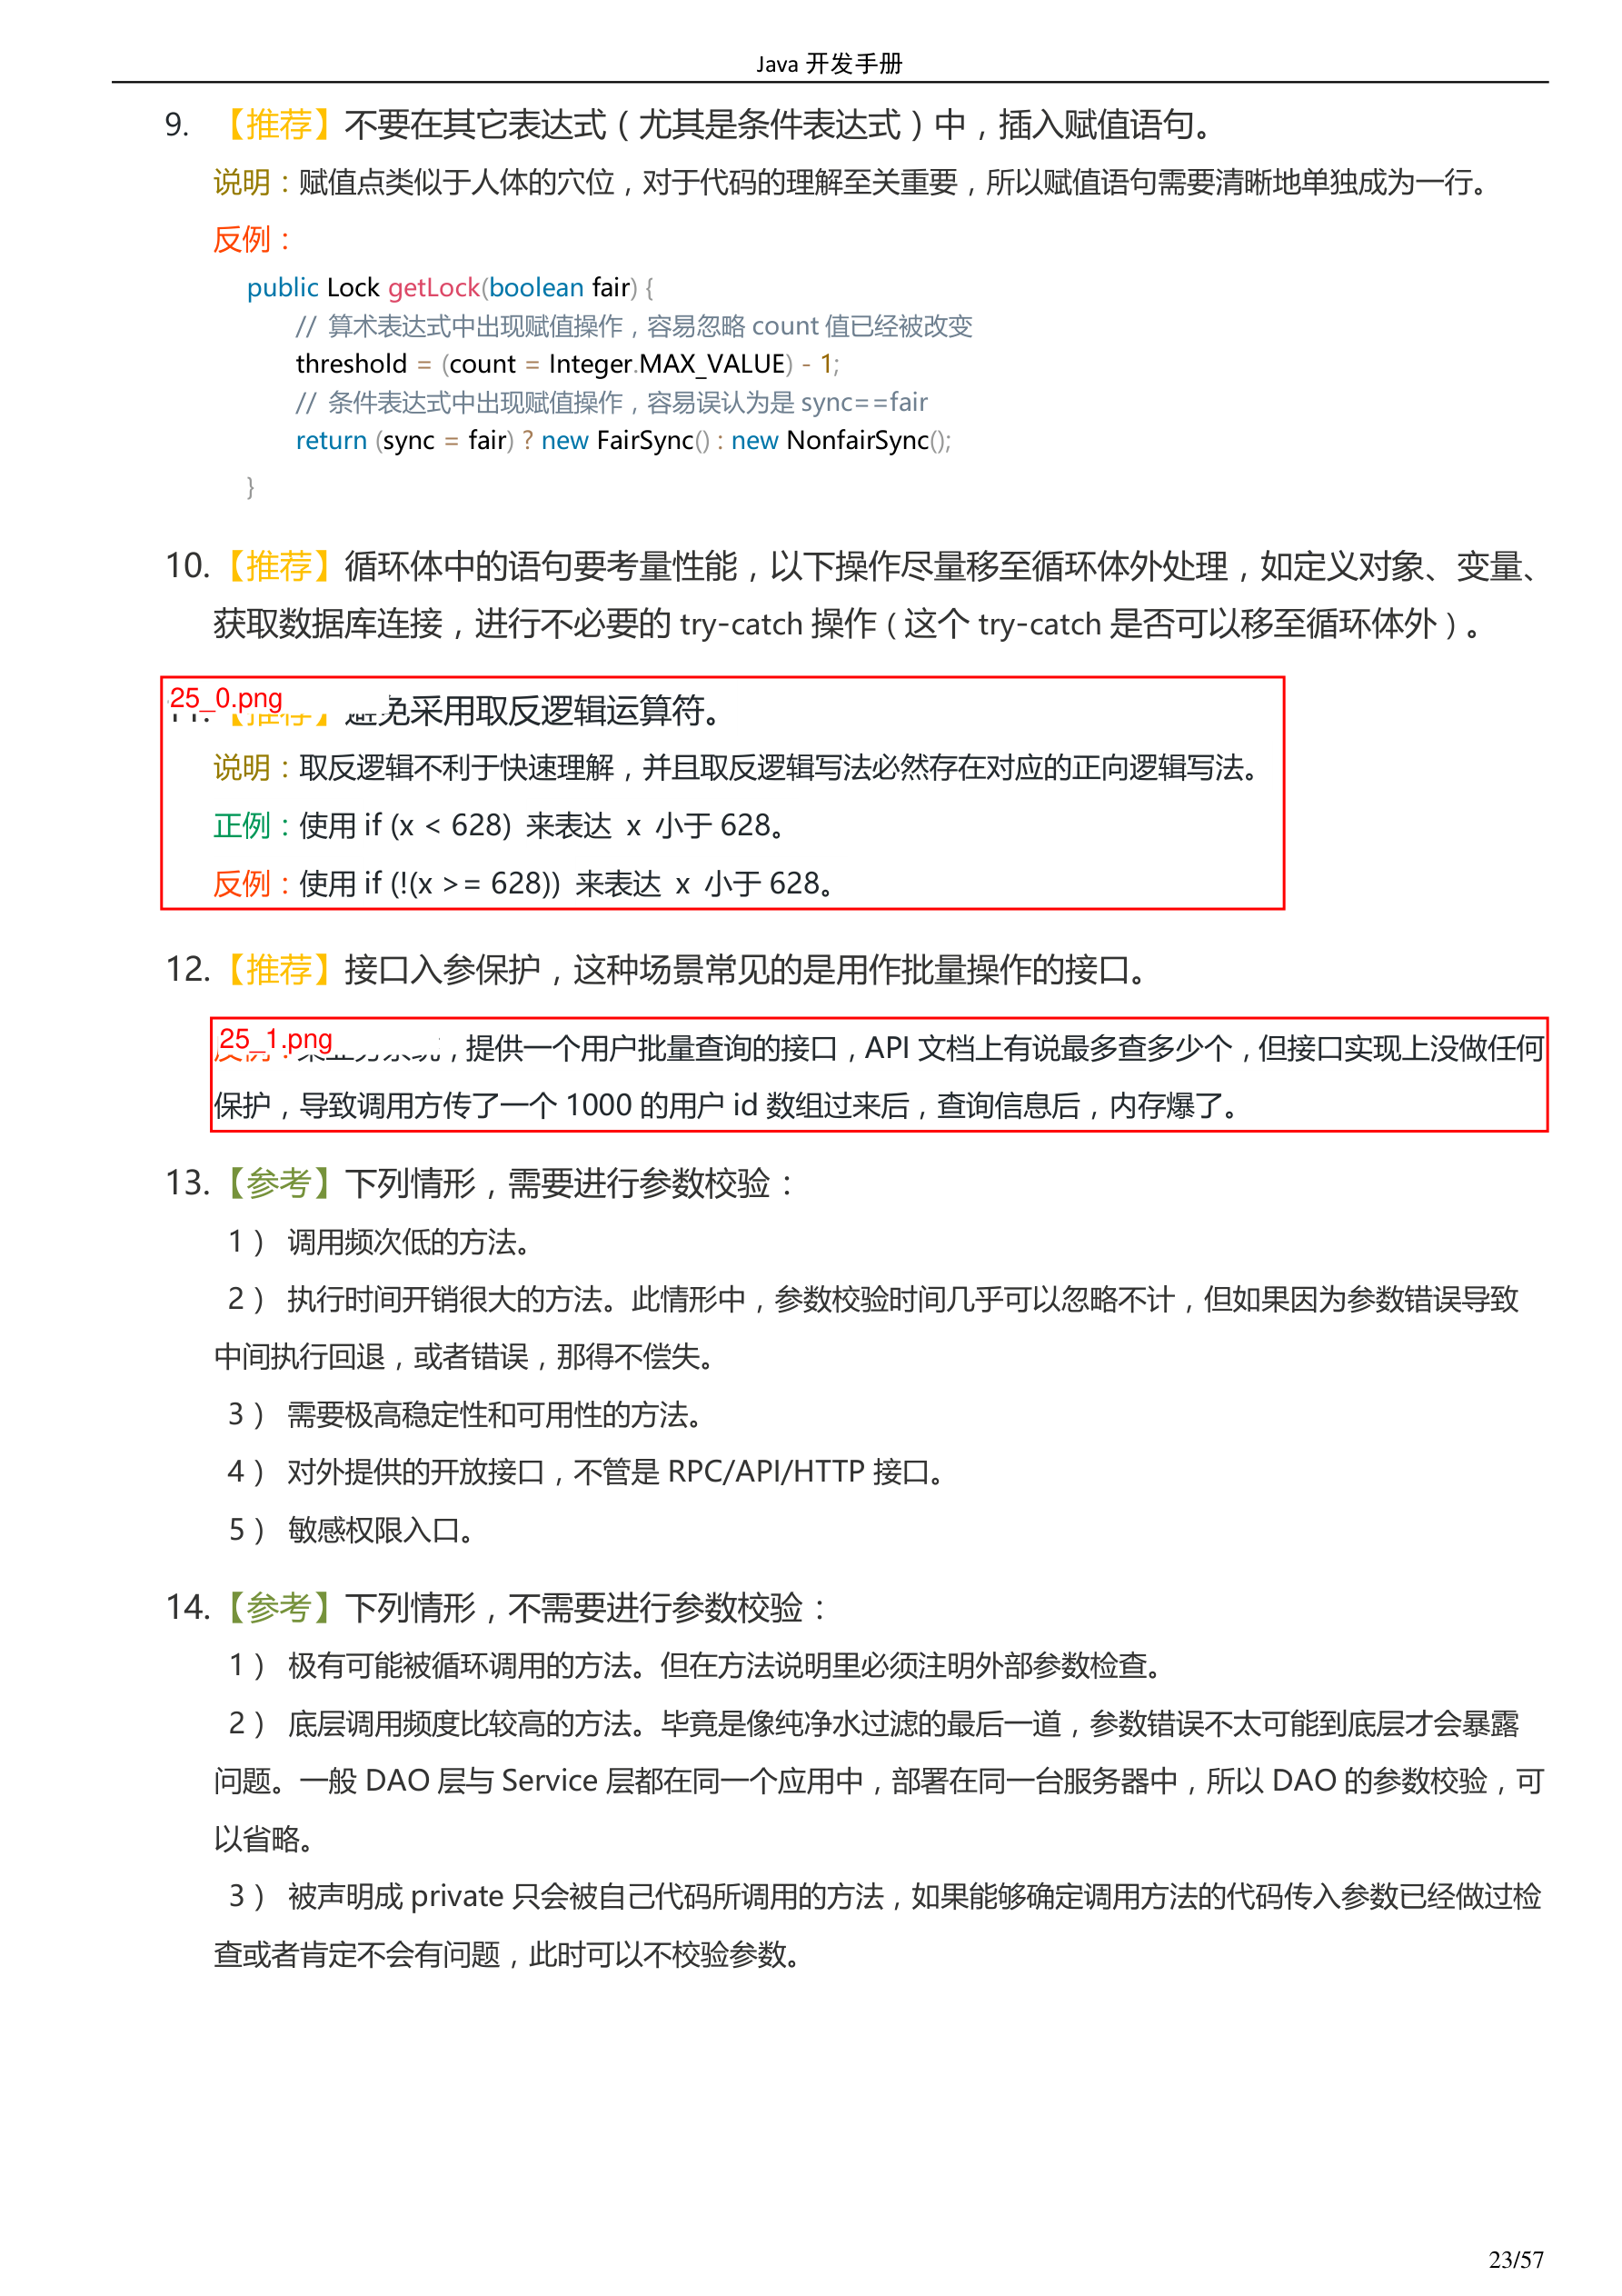 Java 开发手册
9. 【推荐】不要在其它表达式(尤其是条件表达式)中,插入赋值语句。
说明:赋值点类似于人体的穴位,对于代码的理解至关重要,所以赋值语句需要清晰地单独成为一行。
反例:
public Lock getLock(boolean fair) {
// 算术表达式中出现赋值操作,容易忽略 count 值已经被改变
threshold = (count = Integer.MAX_VALUE) - 1;
// 条件表达式中出现赋值操作,容易误认为是 sync==fair
return (sync = fair) ? new FairSync() : new NonfairSync();
}
10.【推荐】循环体中的语句要考量性能,以下操作尽量移至循环体外处理,如定义对象、变量、
获取数据库连接,进行不必要的 try-catch 操作(这个 try-catch 是否可以移至循环体外)。
25_0.png
【推荐】避免采用取反逻辑运算符。
说明:取反逻辑不利于快速理解,并且取反逻辑写法必然存在对应的正向逻辑写法。
正例:使用 if (x < 628) 来表达 x 小于 628。
反例:使用 if (!(x >= 628)) 来表达 x 小于 628。
12.【推荐】接口入参保护,这种场景常见的是用作批量操作的接口。
25_1.png
,提供一个用户批量查询的接口,API 文档上有说最多查多少个,但接口实现上没做任何
保护,导致调用方传了一个 1000 的用户 id 数组过来后,查询信息后,内存爆了。
13.【参考】下列情形,需要进行参数校验:
1) 调用频次低的方法。
2) 执行时间开销很大的方法。此情形中,参数校验时间几乎可以忽略不计,但如果因为参数错误导致
中间执行回退,或者错误,那得不偿失。
3) 需要极高稳定性和可用性的方法。
4) 对外提供的开放接口,不管是 RPC/API/HTTP 接口。
5) 敏感权限入口。
14.【参考】下列情形,不需要进行参数校验:
1) 极有可能被循环调用的方法。但在方法说明里必须注明外部参数检查。
2) 底层调用频度比较高的方法。毕竟是像纯净水过滤的最后一道,参数错误不太可能到底层才会暴露
问题。一般 DAO 层与 Service 层都在同一个应用中,部署在同一台服务器中,所以 DAO 的参数校验,可
以省略。
3) 被声明成 private 只会被自己代码所调用的方法,如果能够确定调用方法的代码传入参数已经做过检
查或者肯定不会有问题,此时可以不校验参数。
23/57